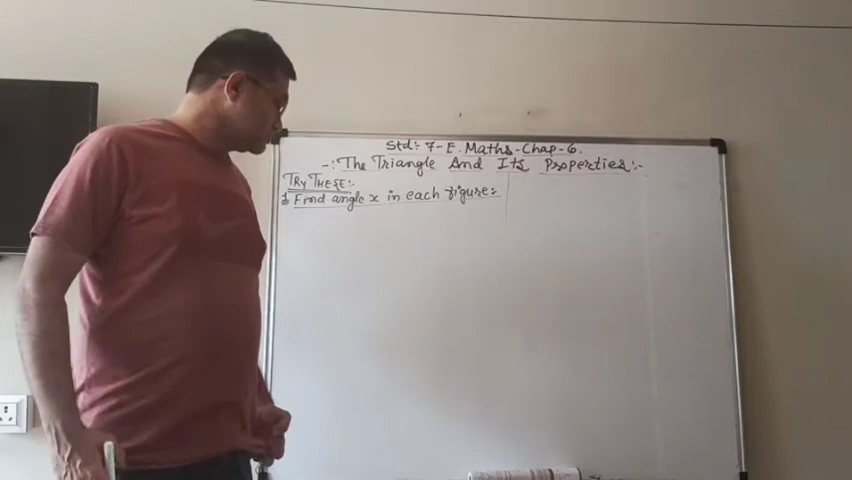 Std:- 7-E. Maths-Chap-6.
-:The Triangle And Its Properties:-
TRY THESE:-
1 Find angle x in each figure:-